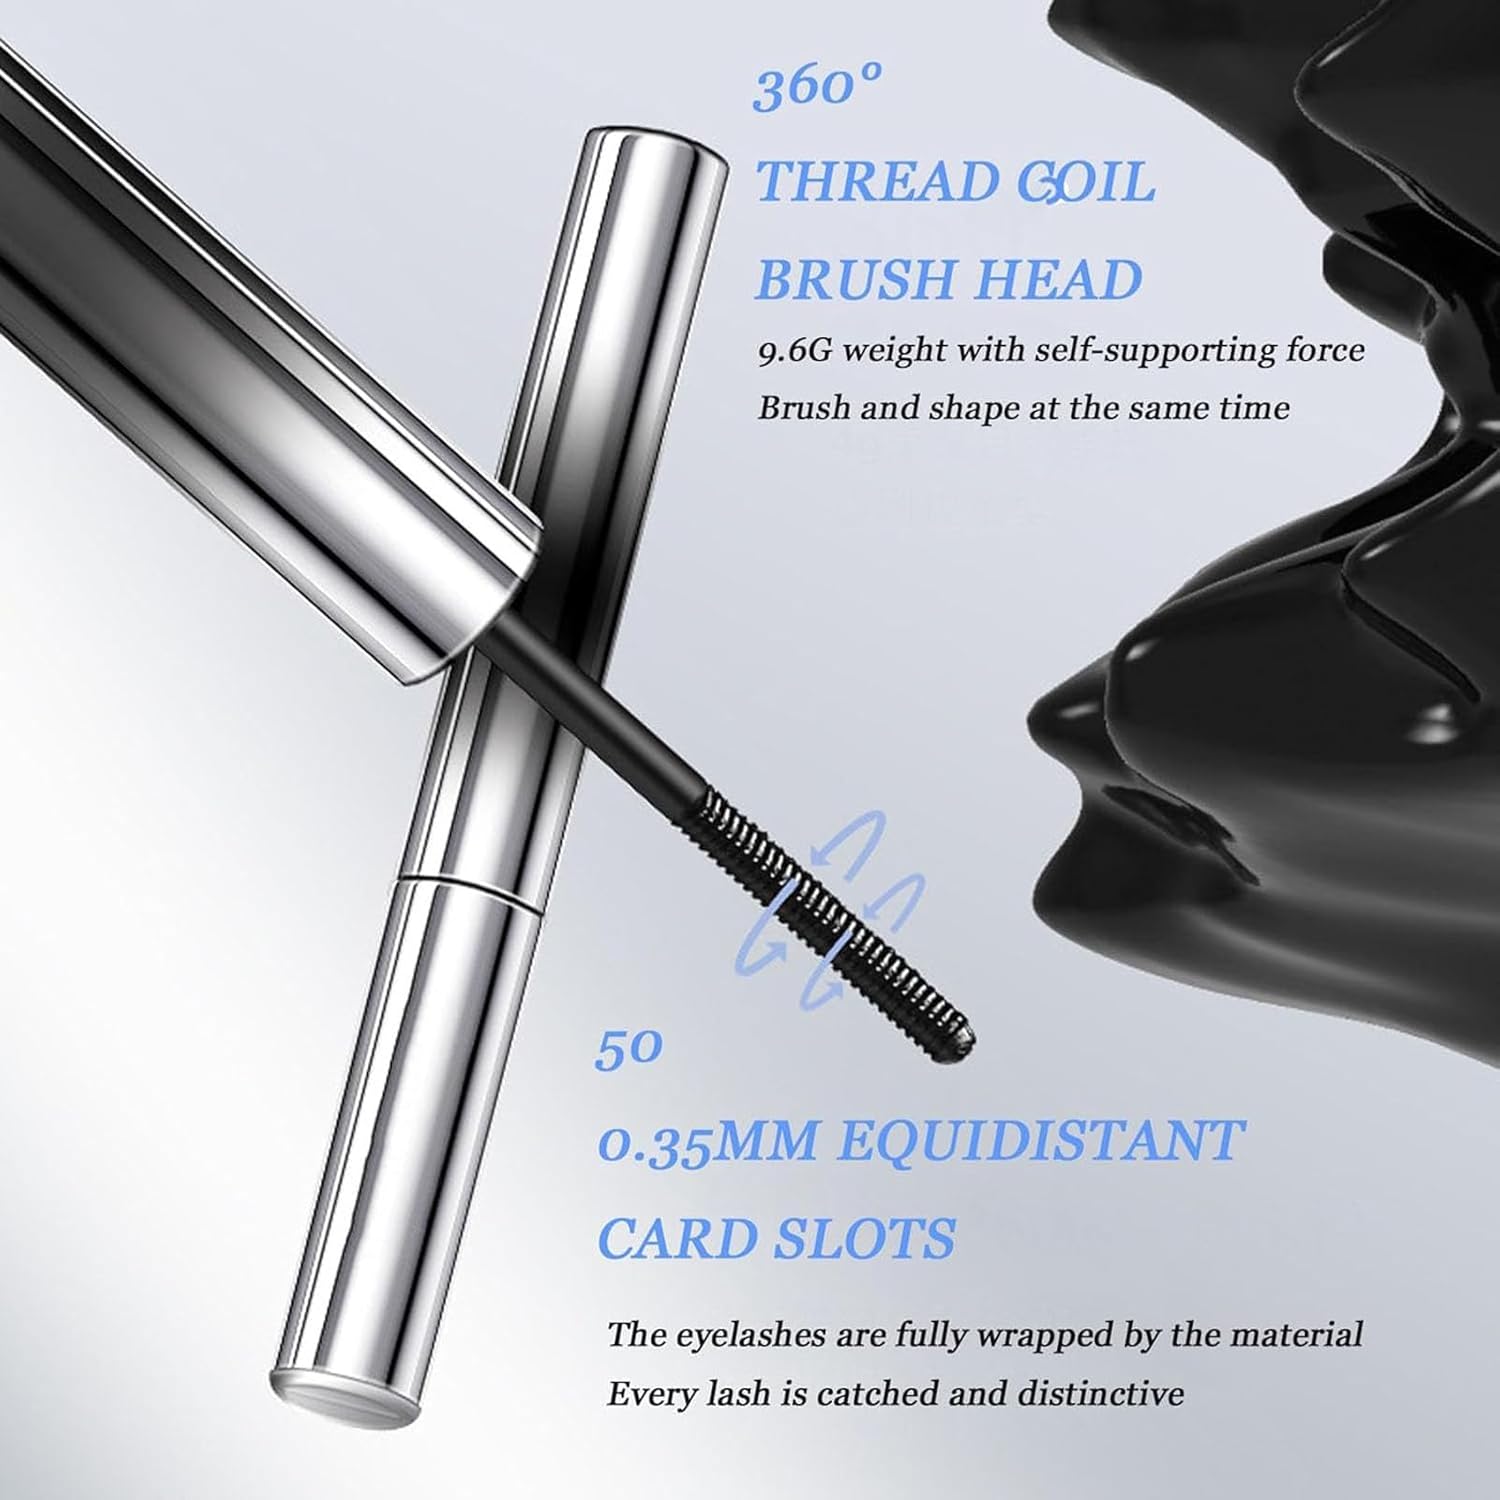 360°
THREAD COIL
BRUSH HEAD
9.6G weight with self-supporting force
Brush and shape at the same time
50
0.35MM EQUIDISTANT
CARD SLOTS
The eyelashes are fully wrapped by the material
Every lash is catched and distinctive